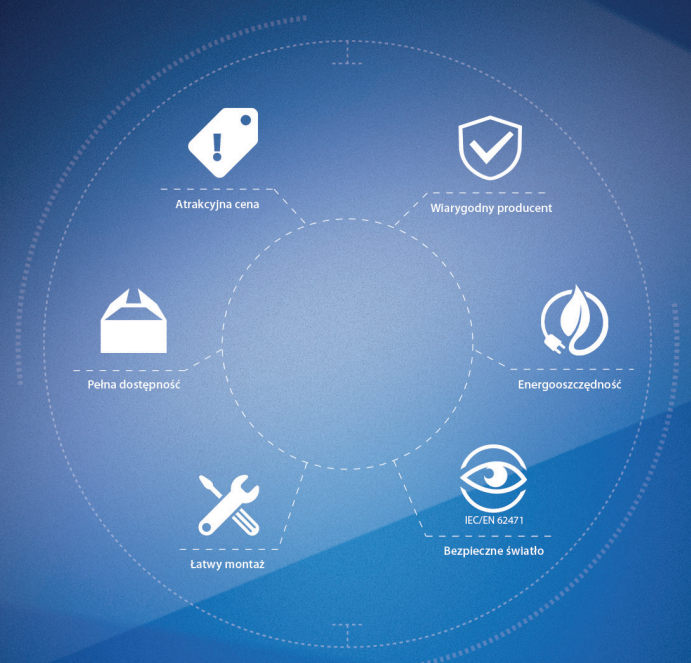 Atrakcyjna cena
Wiarygodny producent
Pełna dostępność
Energooszczędność
IEC/EN 62471
Łatwy montaż
Bezpieczne światło